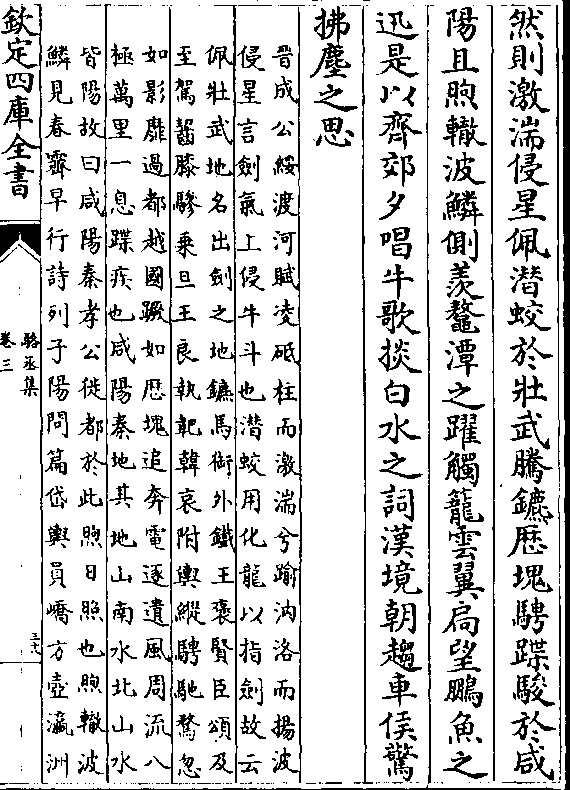 然則激湍侵星佩潛蛟於壯武騰鑣歷塊騁蹀駿於咸
陽且煦轍波鱗側羨鼇潭之躍觸籠雲翼扃望鵬魚之
迅是以齊郊夕唱牛歌掞白水之詞漢境朝趨車俟驚
拂塵之思
晉成公綏渡河賦凌砥柱而激湍兮踰汭洛而揚波
侵星言劍氣上侵牛斗也潛蛟用化龍以指劍故云
佩壯武地名出劍之地鑣馬銜外鐵王褒賢臣頌及
至駕齧膝驂乘旦王良執靶韓哀附輿縱騁馳騖忽
如影靡過都越國蹶如歷塊追奔電逐遺風周流八
極萬里一息蹀疾也咸陽秦地其地山南水北山水
皆陽故曰咸陽秦孝公徙都於此煦日照也煦轍波
鱗見春霽早行詩列子陽問篇岱輿員嶠方壺瀛洲
欽定四庫全書
駱丞集
卷三